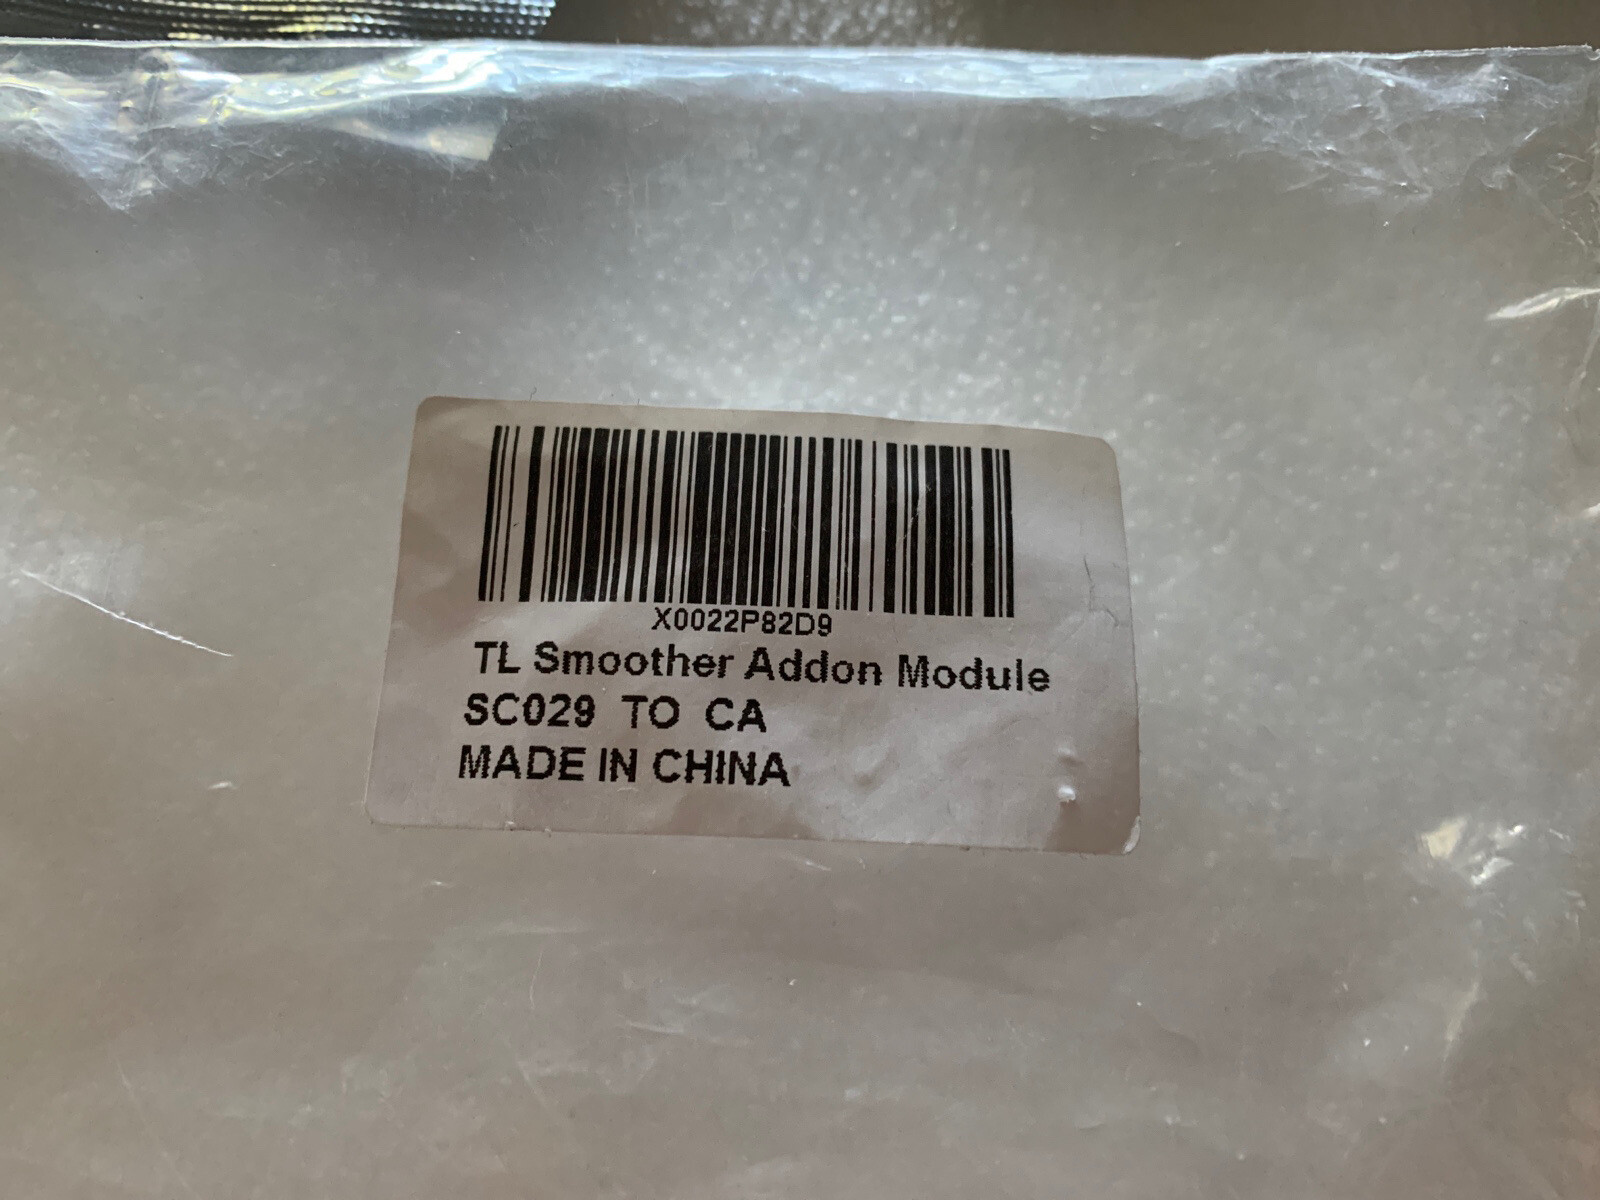 X0022P82D9
TL Smoother Addon Module
SC029 TO CA
MADE IN CHINA